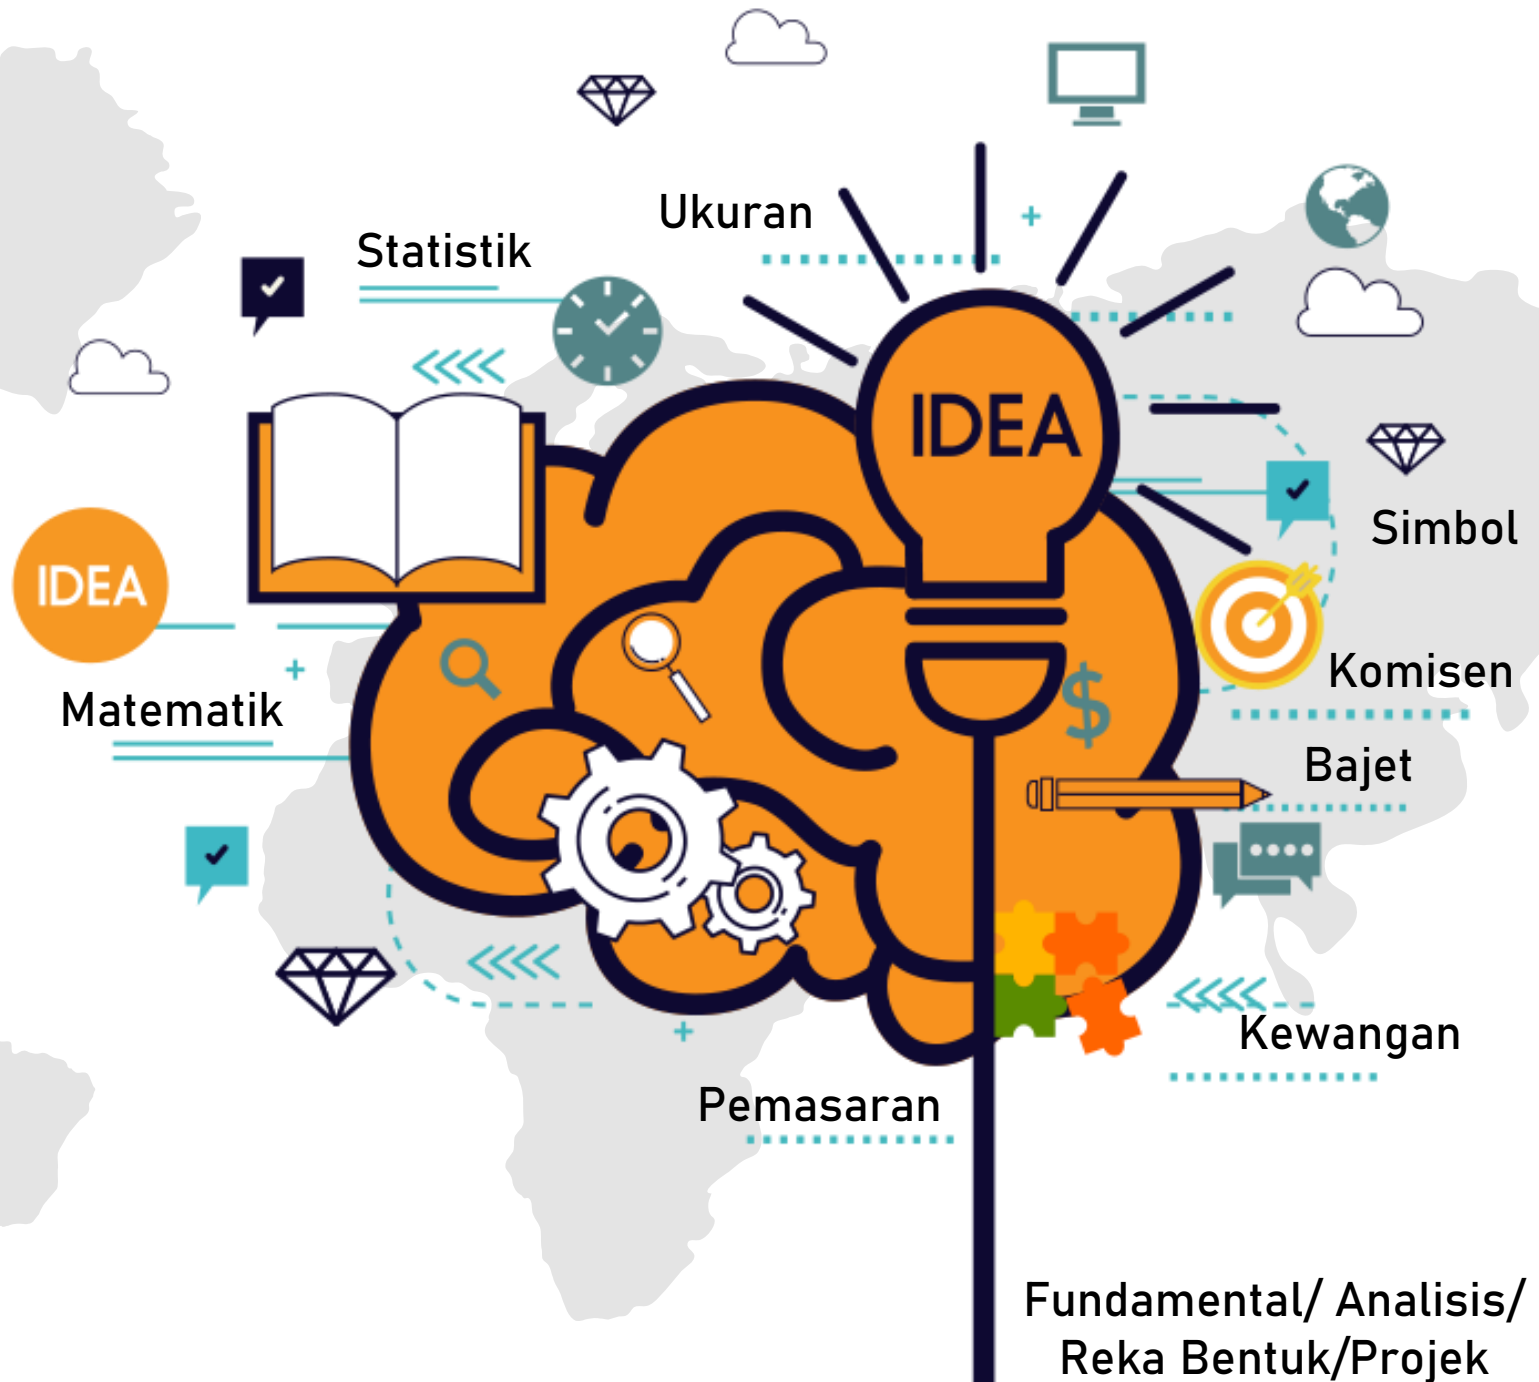 Ukuran
Statistik
IDEA
Simbol
IDEA
Komisen
Matematik
Bajet
$
Kewangan
Pemasaran
Fundamental/ Analisis/
Reka Bentuk/Projek